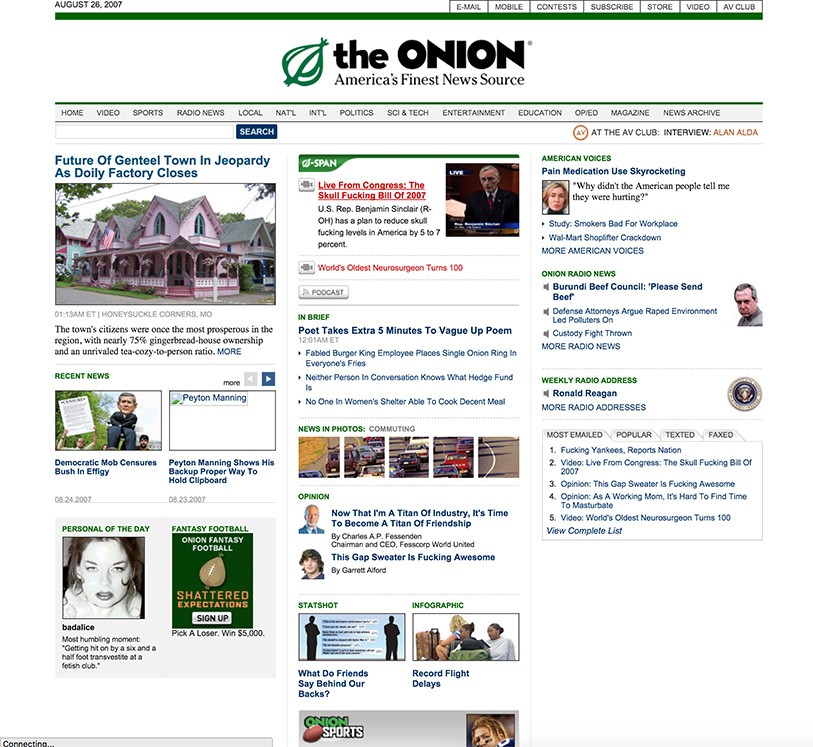 AUGUST 26, 2007
E-MAIL MOBILE CONTESTS SUBSCRIBE STORE VIDEO AV CLUB
the ONION®
America's Finest News Source
HOME VIDEO SPORTS RADIO NEWS LOCAL NAT'L INT'L POLITICS SCI & TECH ENTERTAINMENT EDUCATION OP/ED MAGAZINE NEWS ARCHIVE
SEARCH
AV AT THE AV CLUB: INTERVIEW: ALAN ALDA
Future Of Genteel Town In Jeopardy
As Doily Factory Closes
01:13AM ET | HONEYSUCKLE CORNERS, MO
The town's citizens were once the most prosperous in the
region, with nearly 75% gingerbread-house ownership
and an unrivaled tea-cozy-to-person ratio. MORE
RECENT NEWS
more
Peyton Manning
Democratic Mob Censures
Bush In Effigy
08.24.2007
Peyton Manning Shows His
Backup Proper Way To
Hold Clipboard
08.23.2007
PERSONAL OF THE DAY
badalice
Most humbling moment:
"Getting hit on by a six and a
half foot transvestite at a
fetish club."
FANTASY FOOTBALL
ONION FANTASY
FOOTBALL
SHATTERED
EXPECTATIONS
SIGN UP
Pick A Loser. Win $5,000.
-SPAN
Live From Congress: The
Skull Fucking Bill Of 2007
U.S. Rep. Benjamin Sinclair (R-
OH) has a plan to reduce skull
fucking levels in America by 5 to 7
percent.
LIVE
Rep. Benjamin Sinclair
World's Oldest Neurosurgeon Turns 100
PODCAST
IN BRIEF
Poet Takes Extra 5 Minutes To Vague Up Poem
12:01AM ET
Fabled Burger King Employee Places Single Onion Ring In
Everyone's Fries
Neither Person In Conversation Knows What Hedge Fund
Is
No One In Women's Shelter Able To Cook Decent Meal
NEWS IN PHOTOS: COMMUTING
OPINION
Now That I'm A Titan Of Industry, It's Time
To Become A Titan Of Friendship
By Charles A.P. Fessenden
Chairman and CEO, Fesscorp World United
This Gap Sweater Is Fucking Awesome
By Garrett Alford
STATSHOT
What Do Friends
Say Behind Our
Backs?
INFOGRAPHIC
Record Flight
Delays
ONION
SPORTS
AMERICAN VOICES
Pain Medication Use Skyrocketing
"Why didn't the American people tell me
they were hurting?"
Study: Smokers Bad For Workplace
Wal-Mart Shoplifter Crackdown
MORE AMERICAN VOICES
ONION RADIO NEWS
Burundi Beef Council: 'Please Send
Beef'
Defense Attorneys Argue Raped Environment
Led Polluters On
Custody Fight Thrown
MORE RADIO NEWS
WEEKLY RADIO ADDRESS
Ronald Reagan
MORE RADIO ADDRESSES
MOST EMAILED POPULAR TEXTED FAXED
1. Fucking Yankees, Reports Nation
2. Video: Live From Congress: The Skull Fucking Bill Of
2007
3. Opinion: This Gap Sweater Is Fucking Awesome
4. Opinion: As A Working Mom, It's Hard To Find Time
To Masturbate
5. Video: World's Oldest Neurosurgeon Turns 100
View Complete List
Connecting...